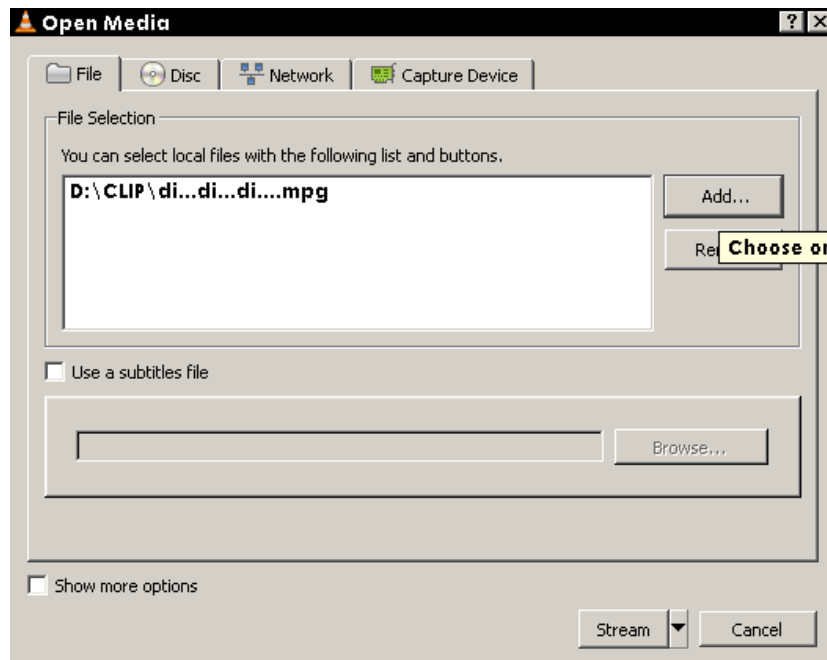 Open Media
File Disc Network Capture Device
File Selection
You can select local files with the following list and buttons.
D:\CLIP\di...di...di....mpg
Add...
Choose
Use a subtitles file
Browse...
Show more options
Stream Cancel